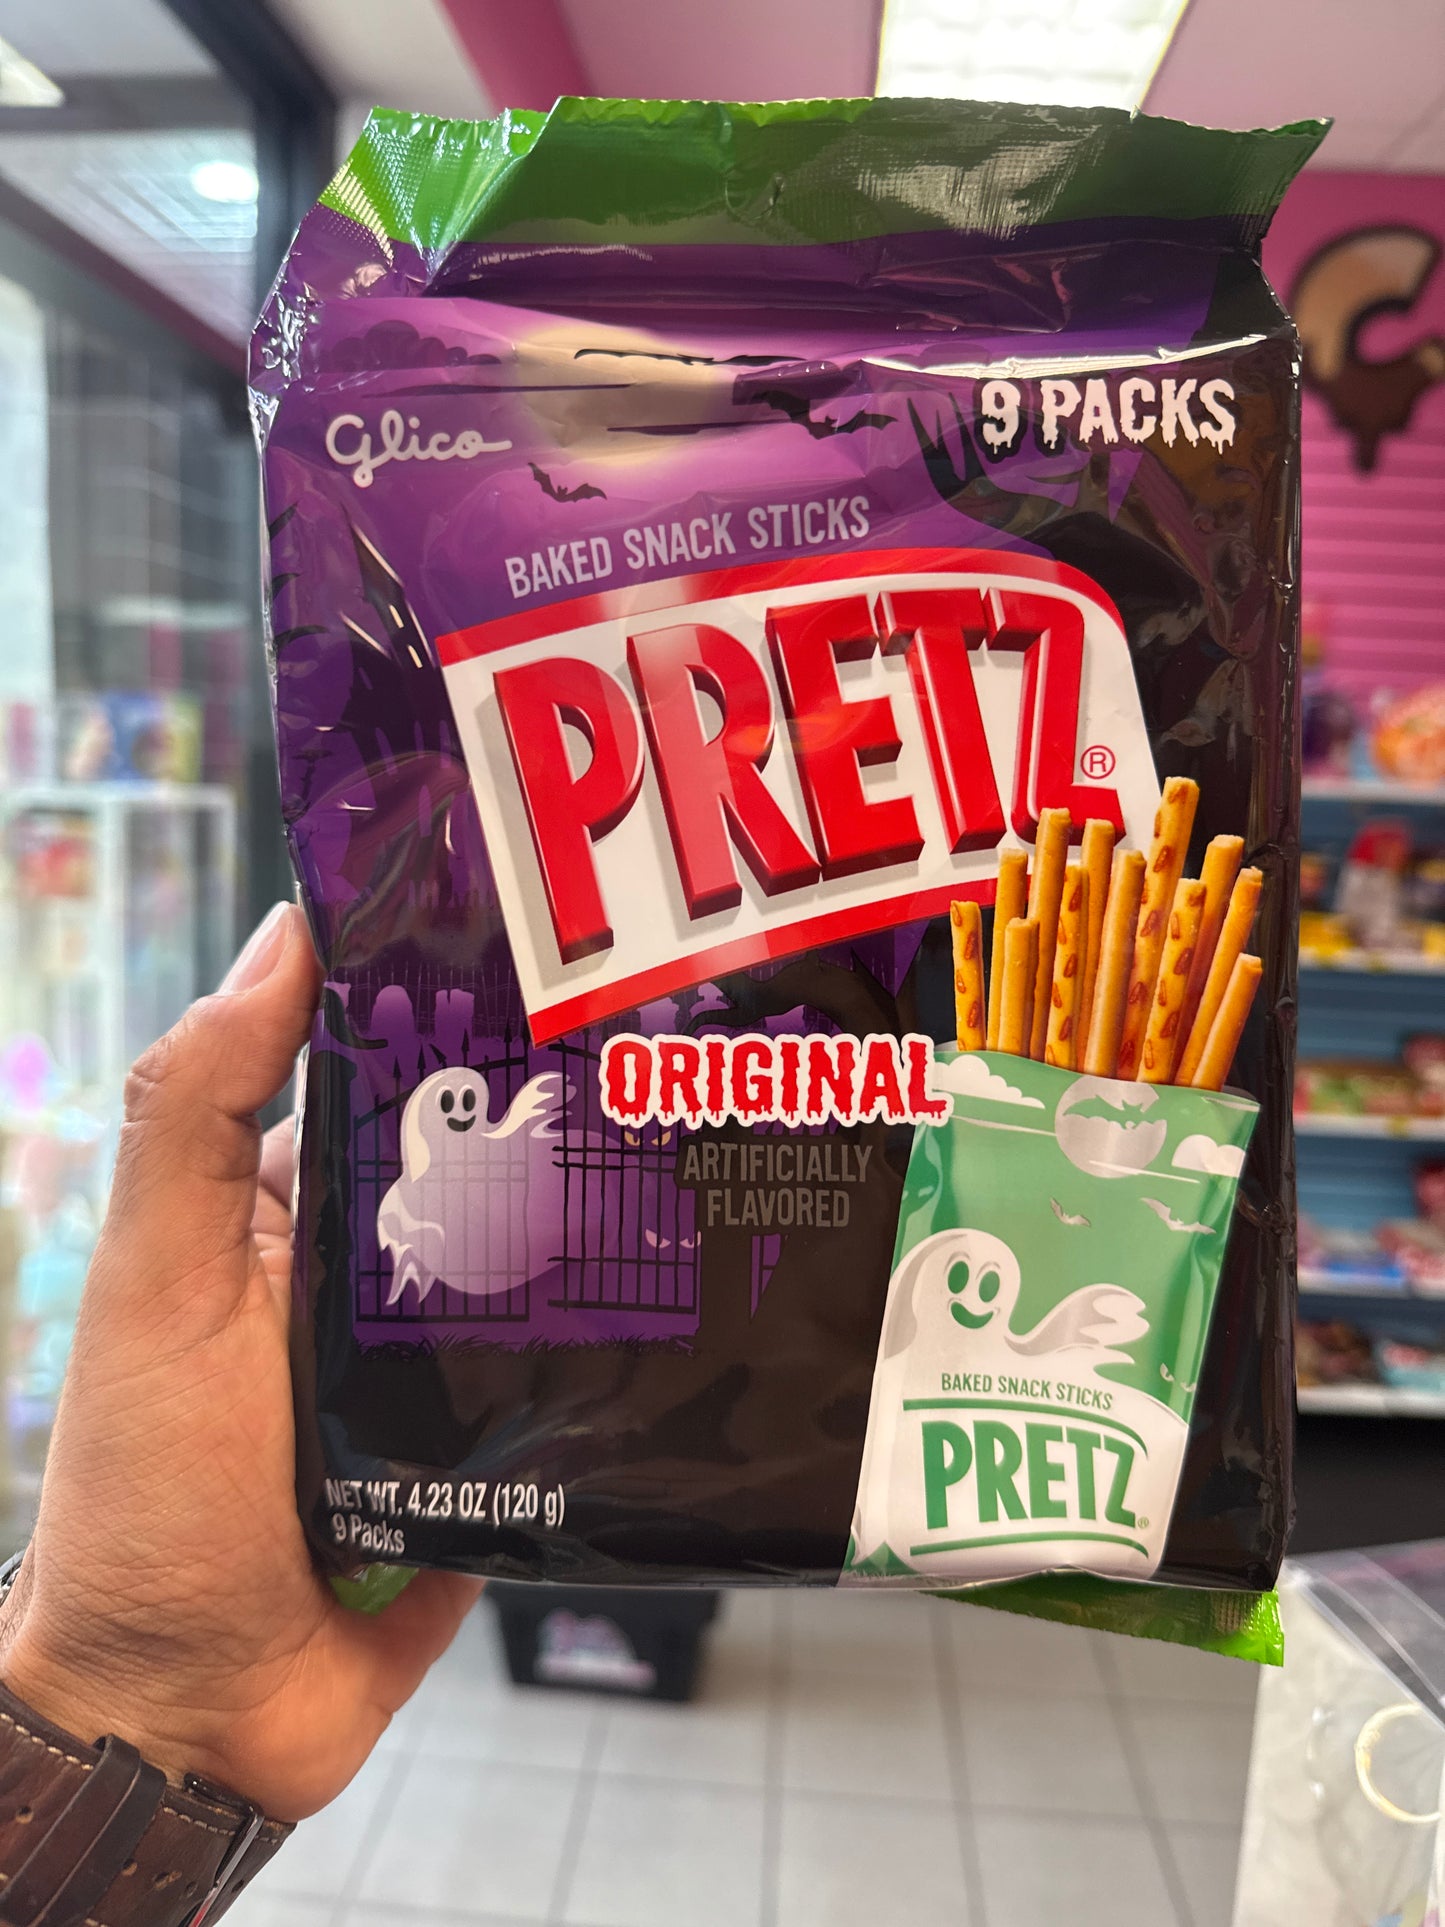 Glico
9 PACKS
BAKED SNACK STICKS
PRETZ®
ORIGINAL
ARTIFICIALLY
FLAVORED
BAKED SNACK STICKS
PRETZ®
NET WT. 4.23 OZ (120 g)
9 Packs